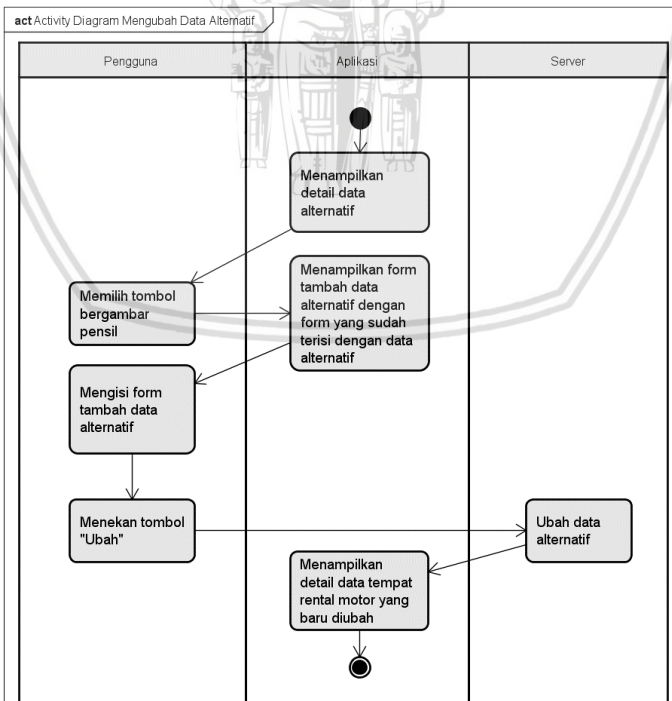 act Activity Diagram Mengubah Data Alternatif
Pengguna
Aplikasi
Server
Menampilkan
detail data
alternatif
Memilih tombol
bergambar
pensil
Menampilkan form
tambah data
alternatif dengan
form yang sudah
terisi dengan data
alternatif
Mengisi form
tambah data
alternatif
Menekan tombol
"Ubah"
Ubah data
alternatif
Menampilkan
detail data tempat
rental motor yang
baru diubah